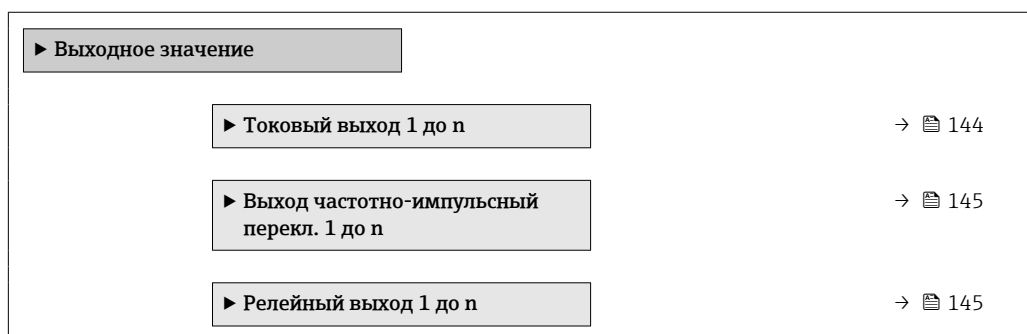 ▶ Выходное значение
▶ Токовый выход 1 до n → 144
▶ Выход частотно-импульсный
перекл. 1 до n → 145
▶ Релейный выход 1 до n → 145